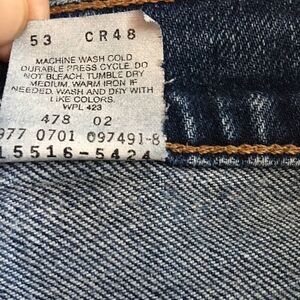 53 CR48
MACHINE WASH COLD
DURABLE PRESS CYCLE. DO
NOT BLEACH. TUMBLE DRY
MEDIUM. WARM IRON IF
NEEDED. WASH AND DRY WITH
LIKE COLORS.
WPL 423
478 02
977 0701 097491-8
15516-5424